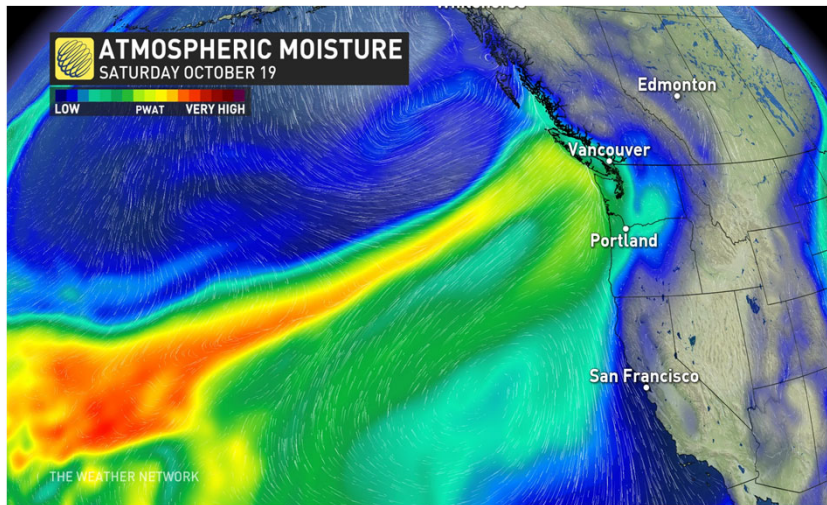 ATMOSPHERIC MOISTURE
SATURDAY OCTOBER 19
LOW PWAT VERY HIGH
Edmonton
Vancouver
Portland
San Francisco
THE WEATHER NETWORK